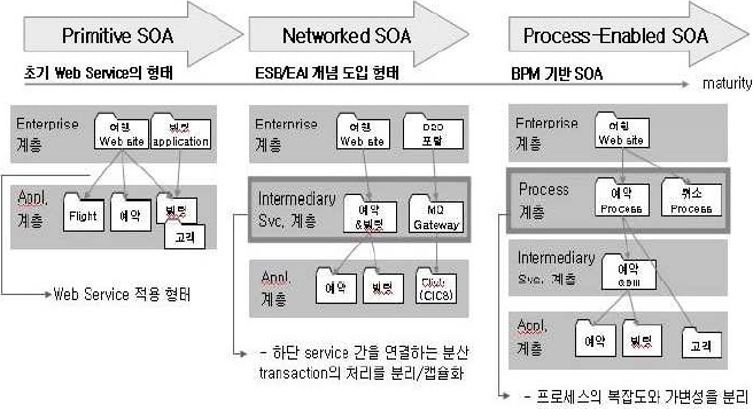 Primitive SOA
Networked SOA
Process-Enabled SOA
초기 Web Service의 형태
ESB/EAI 개념 도입 형태
BPM 기반 SOA
maturity
Enterprise
계층
여행
Web site
빌링
application
Appl.
계층
Flight
예약
빌링
고객
Web Service 적용 형태
Enterprise
계층
여행
Web site
포탈
Intermediary
Svc. 계층
예약
&빌링
MQ
Gateway
Appl.
계층
예약
빌링
- 하단 service 간을 연결하는 분산
transaction의 처리를 분리/캡슐화
Enterprise
계층
여행
Web site
Process
계층
예약
Process
취소
Process
Intermediary
Svc. 계층
예약
Appl.
계층
예약
빌링
고객
- 프로세스의 복잡도와 가변성을 분리